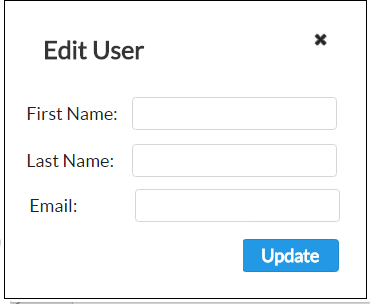 Edit User
First Name:
Last Name:
Email:
Update